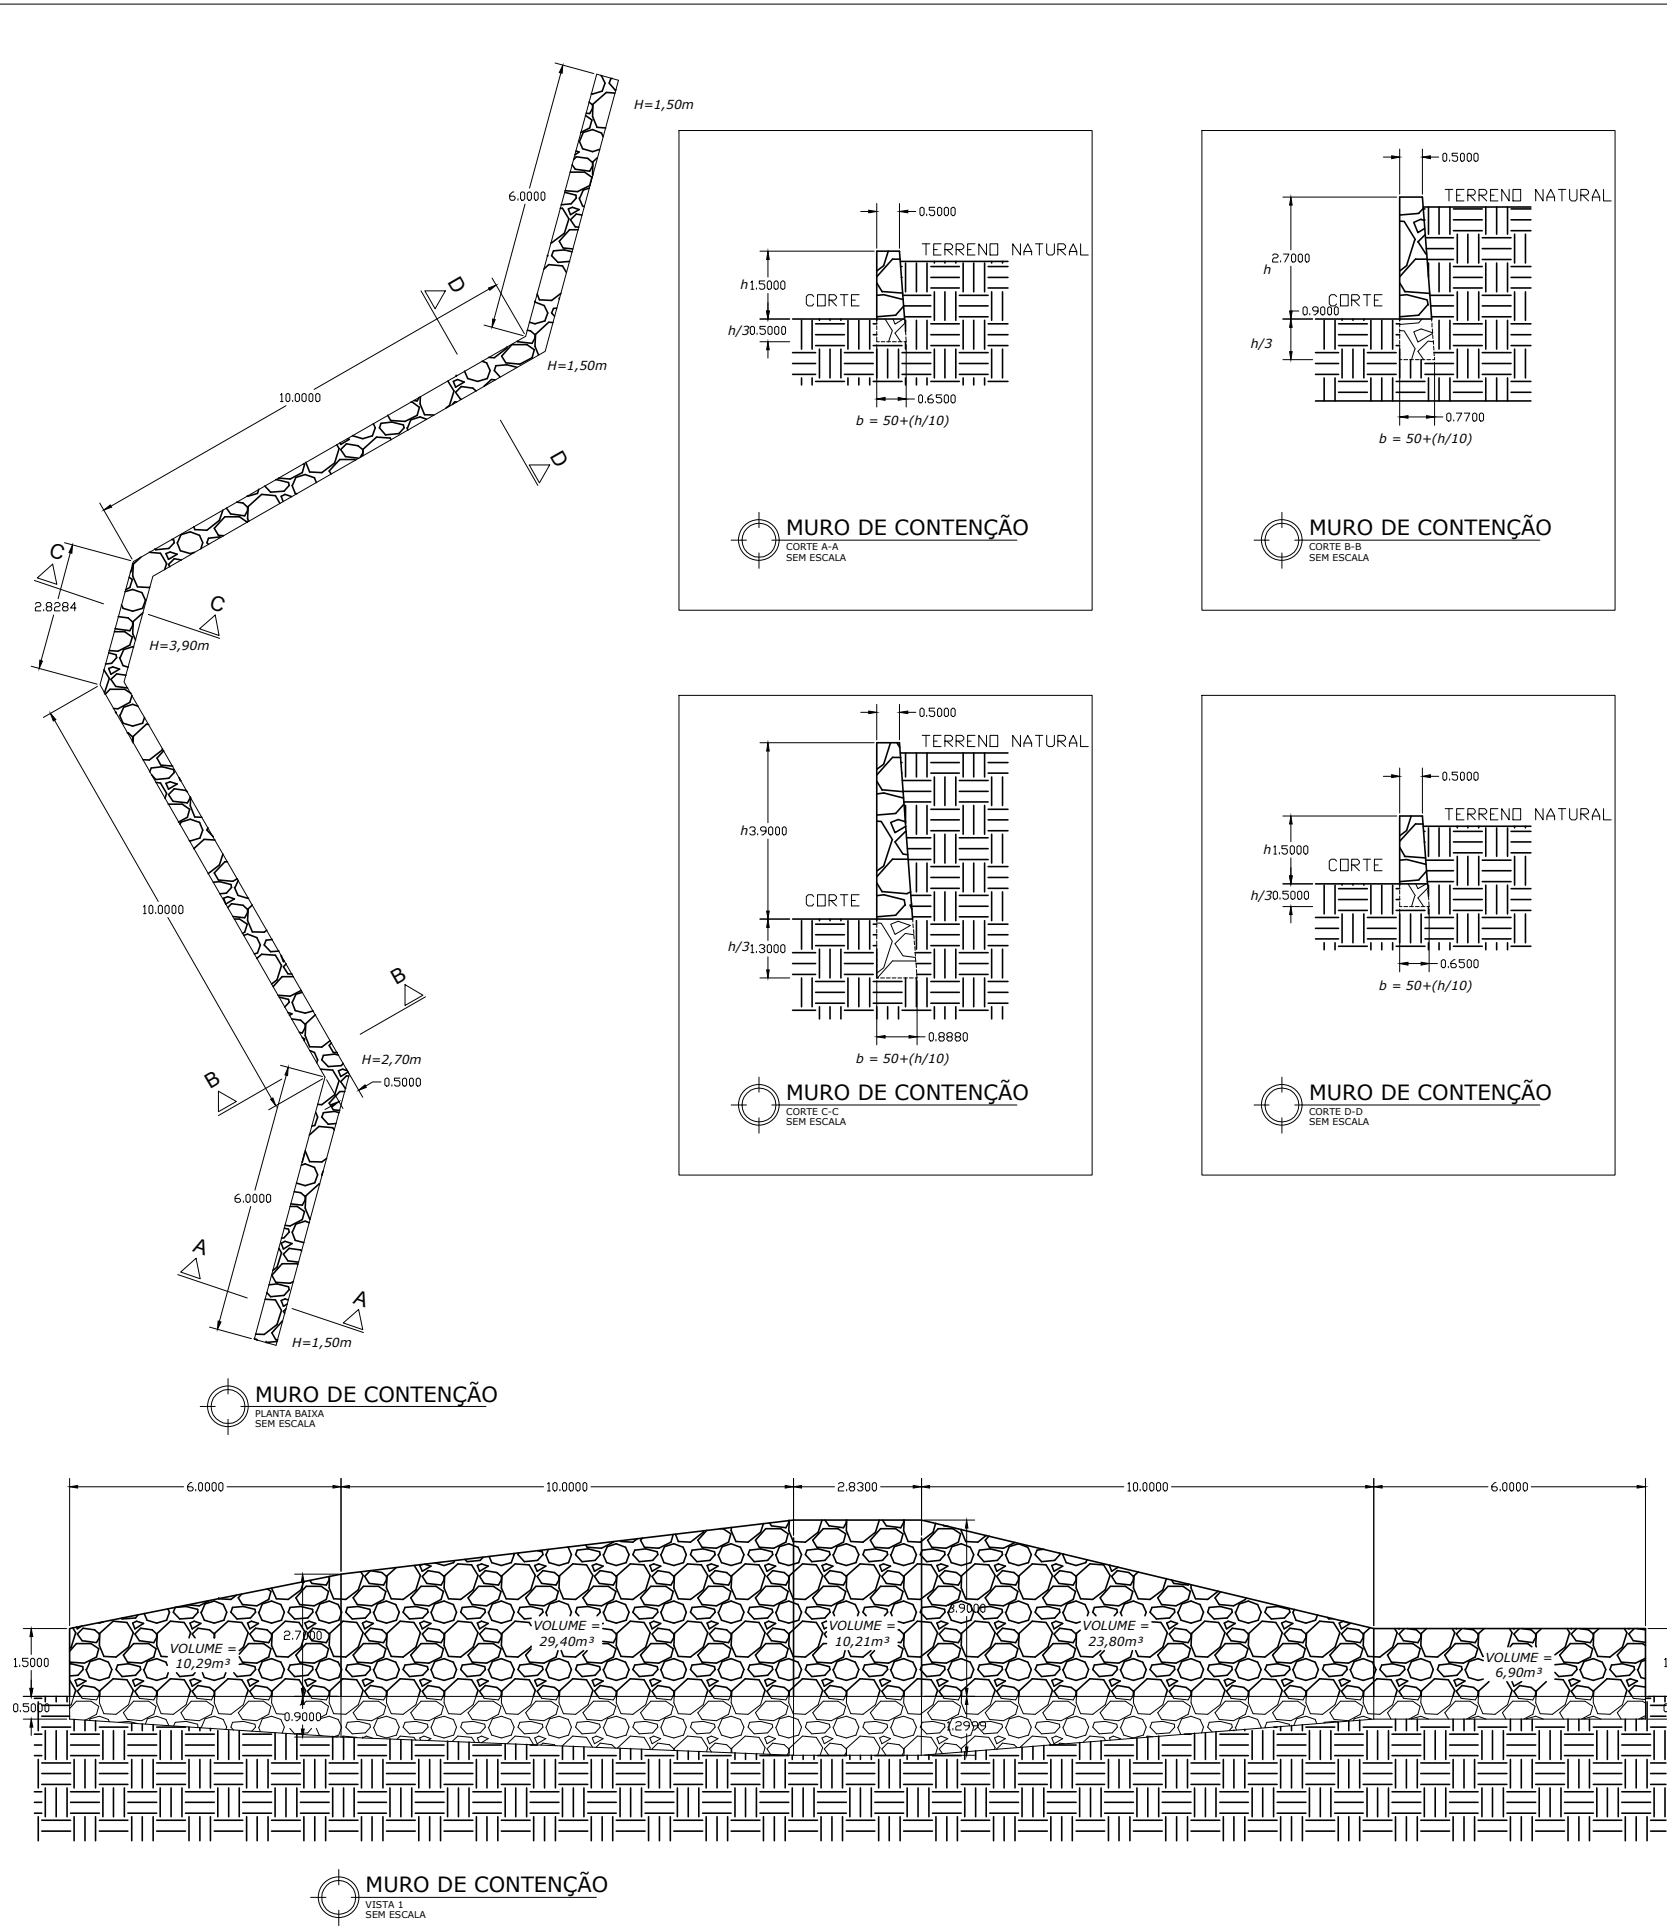 H=1,50m
6.0000
D
H=1,50m
10.0000
D
C
C
2.8284
H=3,90m
10.0000
B
H=2,70m
0.5000
B
6.0000
A
A
H=1,50m
MURO DE CONTENÇÃO
PLANTA BAIXA
SEM ESCALA
0.5000
TERRENO NATURAL
h1.5000
CORTE
h/30.5000
0.6500
b = 50+(h/10)
MURO DE CONTENÇÃO
CORTE A-A
SEM ESCALA
0.5000
TERRENO NATURAL
2.7000
h
CORTE
0.9000
h/3
0.7700
b = 50+(h/10)
MURO DE CONTENÇÃO
CORTE B-B
SEM ESCALA
0.5000
TERRENO NATURAL
h3.9000
CORTE
h/31.3000
0.8880
b = 50+(h/10)
MURO DE CONTENÇÃO
CORTE C-C
SEM ESCALA
0.5000
TERRENO NATURAL
h1.5000
CORTE
h/30.5000
0.6500
b = 50+(h/10)
MURO DE CONTENÇÃO
CORTE D-D
SEM ESCALA
6.0000
10.0000
2.8300
10.0000
6.0000
1.5000
0.5000
VOLUME =
10,29m³
2.7000
0.9000
VOLUME =
29,40m³
VOLUME =
10,21m³
3.9000
1.2999
VOLUME =
23,80m³
VOLUME =
6,90m³
MURO DE CONTENÇÃO
VISTA 1
SEM ESCALA